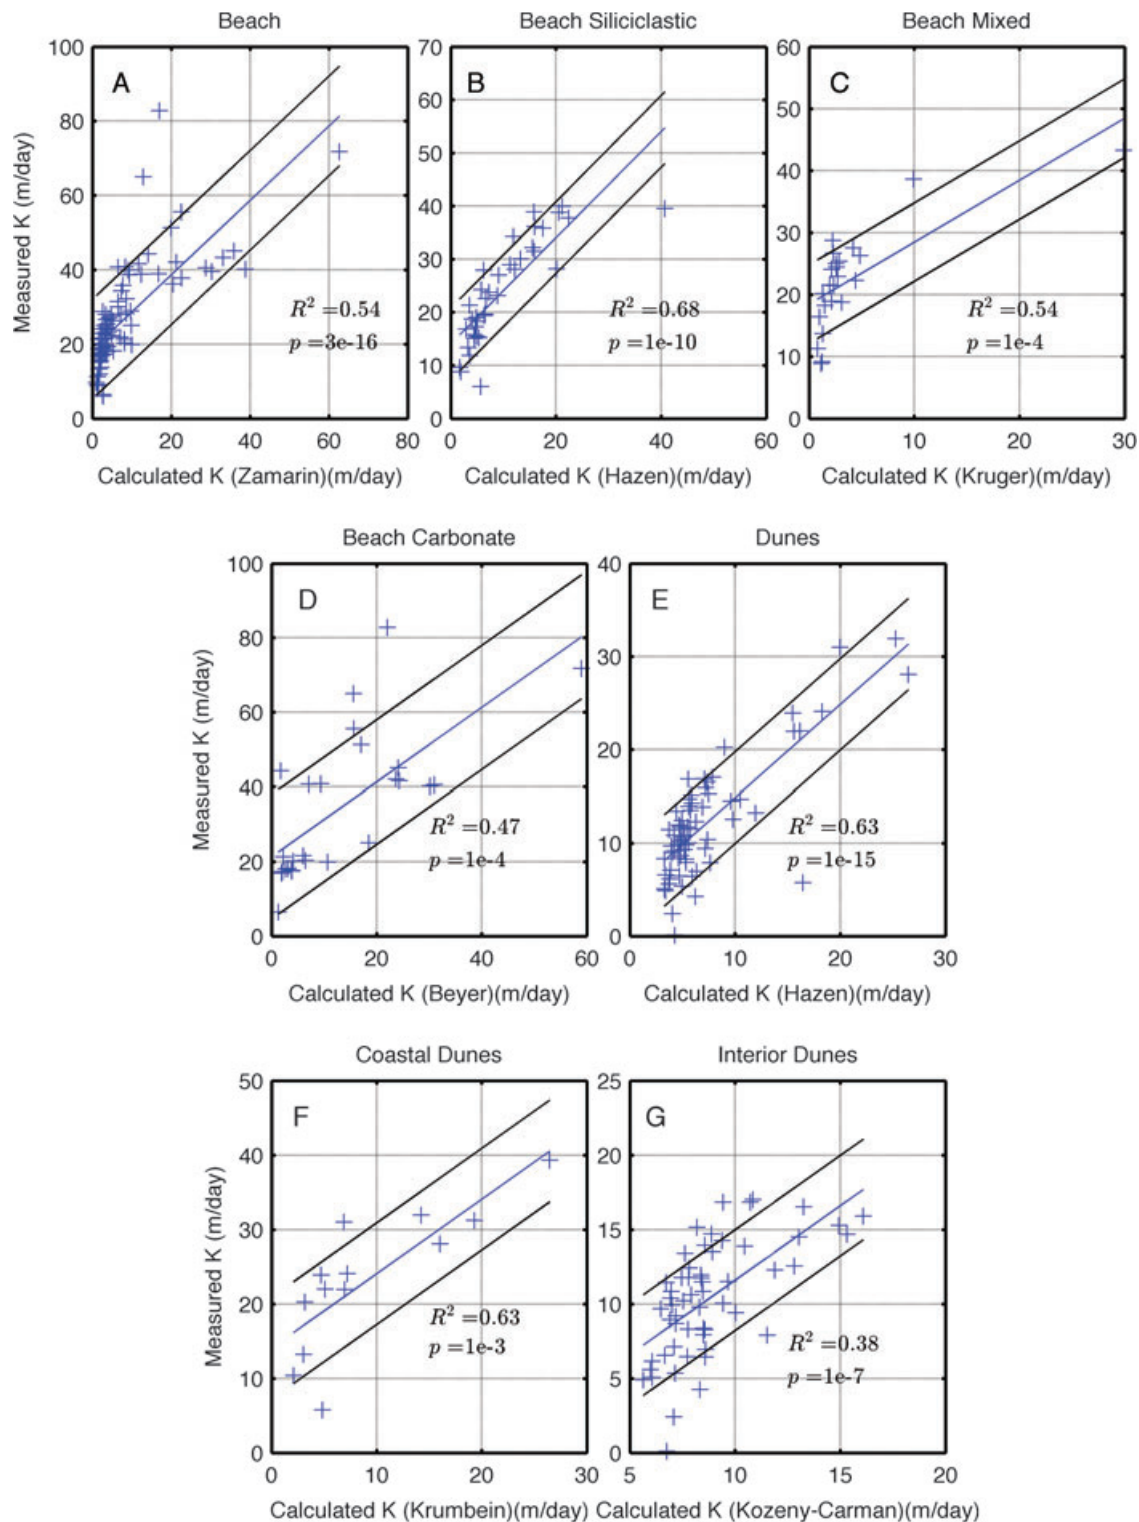 Beach
Beach Siliciclastic
Beach Mixed
100
80
60
40
20
0
Measured K (m/day)
A
R² =0.54
p =3e-16
0 20 40 60 80
Calculated K (Zamarin)(m/day)
70
60
50
40
30
20
10
0
B
R² =0.68
p =1e-10
0 20 40 60
Calculated K (Hazen)(m/day)
60
50
40
30
20
10
0
C
R² =0.54
p =1e-4
0 10 20 30
Calculated K (Kruger)(m/day)
Beach Carbonate
Dunes
100
80
60
40
20
0
Measured K (m/day)
D
R² =0.47
p =1e-4
0 20 40 60
Calculated K (Beyer)(m/day)
40
30
20
10
0
E
R² =0.63
p =1e-15
0 10 20 30
Calculated K (Hazen)(m/day)
Coastal Dunes
Interior Dunes
50
40
30
20
10
0
Measured K (m/day)
F
R² =0.63
p =1e-3
0 10 20 30
Calculated K (Krumbein)(m/day)
25
20
15
10
5
0
G
R² =0.38
p =1e-7
5 10 15 20
Calculated K (Kozeny-Carman)(m/day)